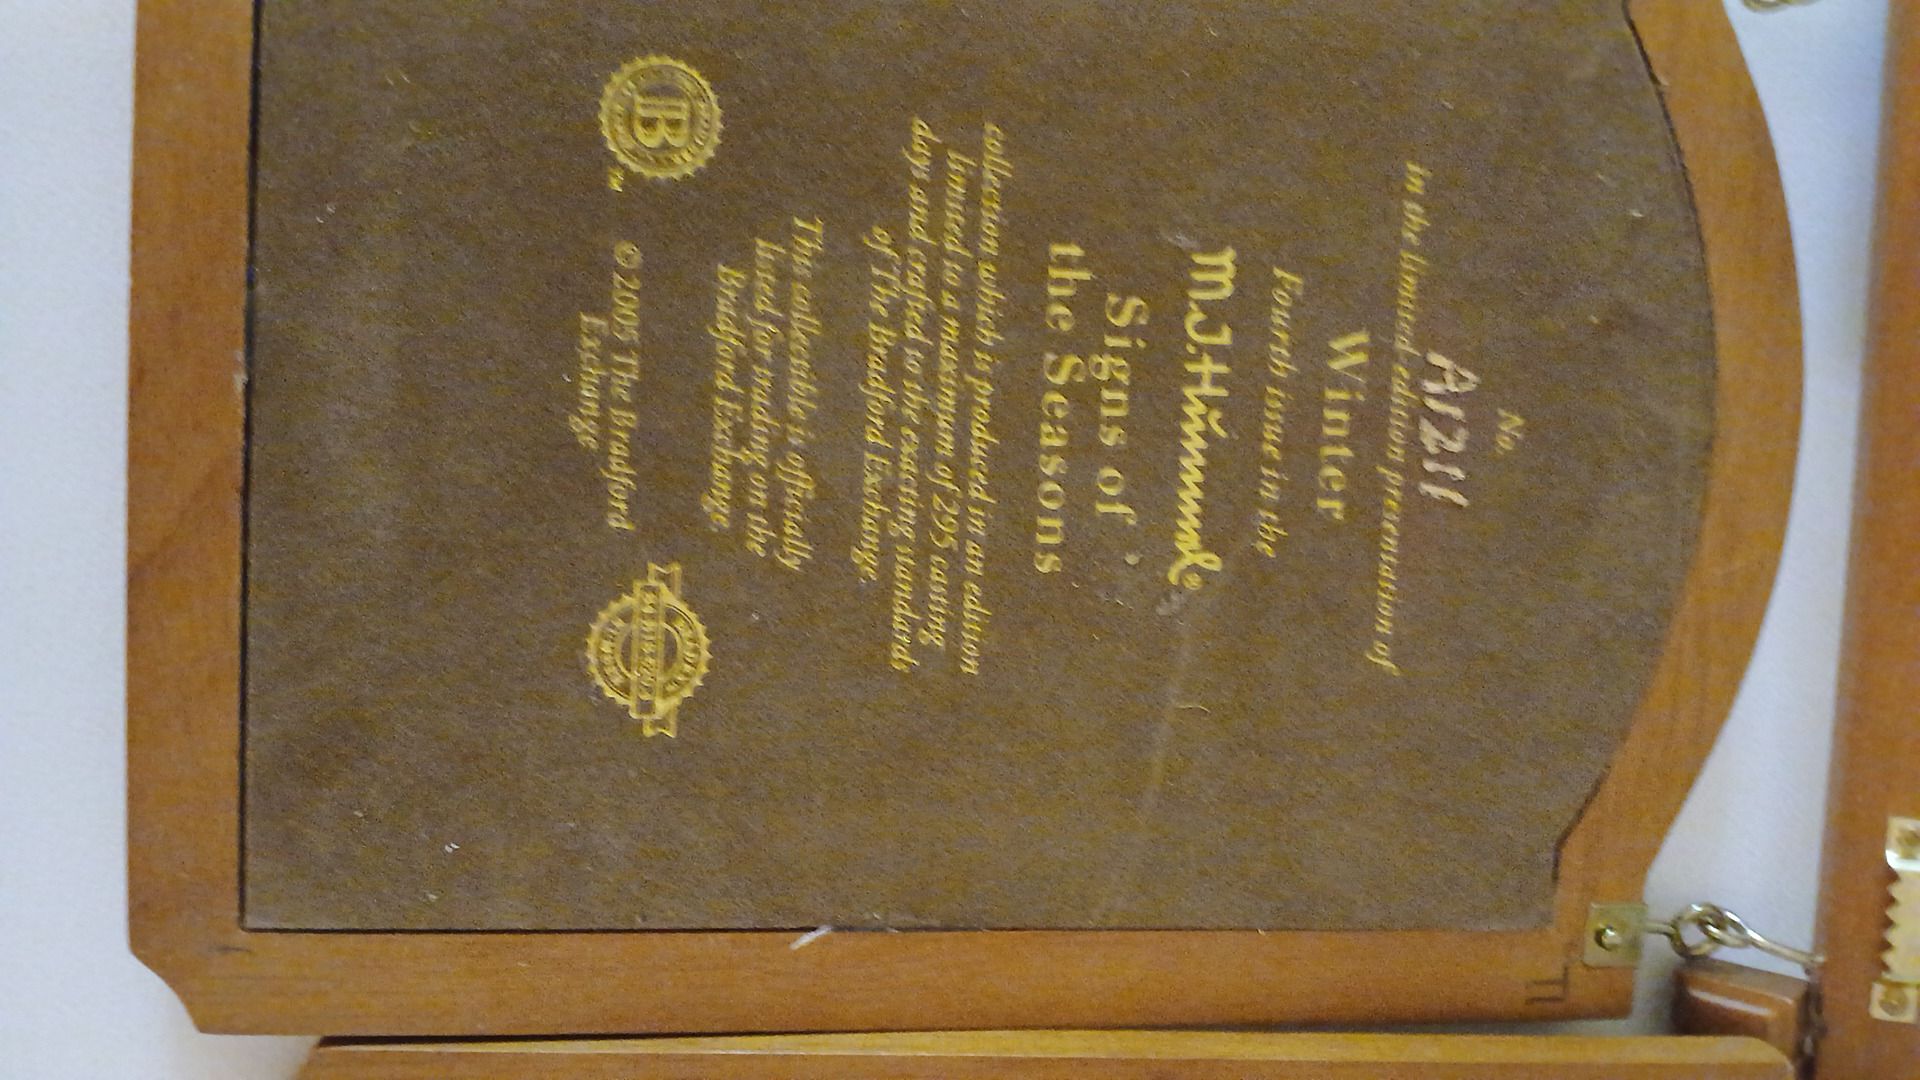 No.
A1211
in the limited edition presentation of
Winter
Fourth issue in the
M.J. Hummel®
Signs of
the Seasons
collection which is produced in an edition
limited to a maximum of 295 casting
days and crafted to the exacting standards
of The Bradford Exchange.
This collectible is officially
listed for trading on the
Bradford Exchange
B
™
© 2005 The Bradford
Exchange